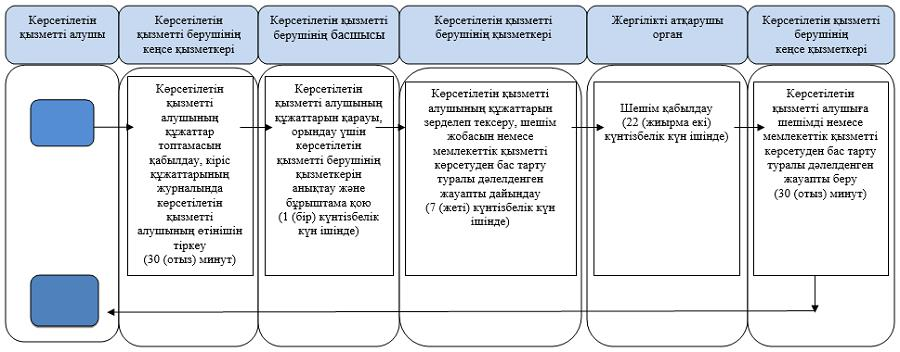 Көрсетілетін
қызметті алушы
Көрсетілетін
қызметті берушінің
кеңсе қызметкері
Көрсетілетін қызметті
берушінің басшысы
Көрсетілетін қызметті
берушінің қызметкері
Жергілікті атқарушы
орган
Көрсетілетін қызметті
берушінің
кеңсе қызметкері
Көрсетілетін
қызметті
алушының
құжаттар
топтамасын
қабылдау, кіріс
құжаттарының
журналында
көрсетілетін
қызметті
алушының өтінішін
тіркеу
(30 (отыз) минут)
Көрсетілетін
қызметті алушының
құжаттарын қарауы,
орындау үшін
көрсетілетін
қызметті берушінің
қызметкерін
анықтау және
бұрыштама қою
(1 (бір) күнтізбелік
күн ішінде)
Көрсетілетін қызметті
алушының құжаттарын
зерделеп тексеру, шешім
жобасын немесе
мемлекеттік қызметті
көрсетуден бас тарту
туралы дәлелденген
жауапты дайындау
(7 (жеті) күнтізбелік күн
ішінде)
Шешім қабылдау
(22 (жиырма екі)
күнтізбелік күн ішінде)
Көрсетілетін
қызметті алушыға
шешімді немесе
мемлекеттік қызметті
көрсетуден бас тарту
туралы дәлелденген
жауапты беру
(30 (отыз) минут)